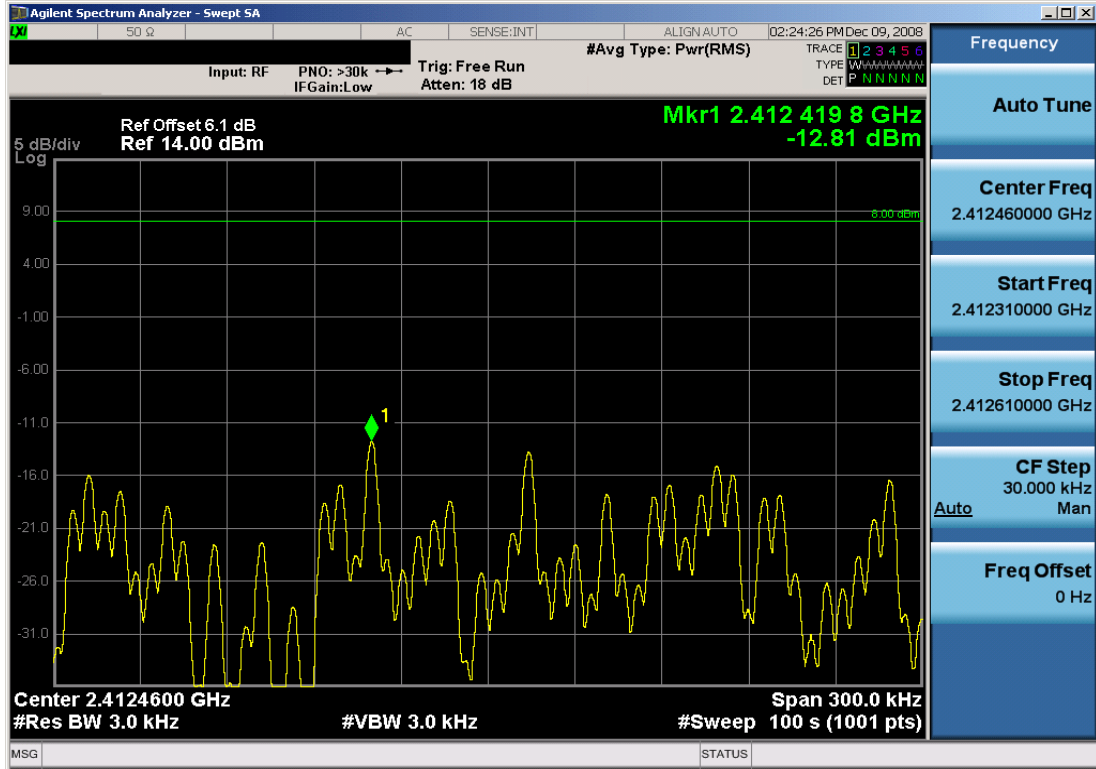 Agilent Spectrum Analyzer - Swept SA
LXI 50 Ω AC SENSE:INT ALIGN AUTO 02:24:26 PM Dec 09, 2008
#Avg Type: Pwr(RMS) TRACE 1 2 3 4 5 6
Input: RF PNO: >30k Trig: Free Run TYPE
IFGain:Low Atten: 18 dB DET P N N N N N
Ref Offset 6.1 dB Mkr1 2.412 419 8 GHz
5 dB/div Ref 14.00 dBm -12.81 dBm
Log
9.00
8.00 dBm
4.00
-1.00
-6.00
-11.0
1
-16.0
-21.0
-26.0
-31.0
Center 2.4124600 GHz Span 300.0 kHz
#Res BW 3.0 kHz #VBW 3.0 kHz #Sweep 100 s (1001 pts)
MSG STATUS
Frequency
Auto Tune
Center Freq
2.412460000 GHz
Start Freq
2.412310000 GHz
Stop Freq
2.412610000 GHz
CF Step
30.000 kHz
Auto Man
Freq Offset
0 Hz